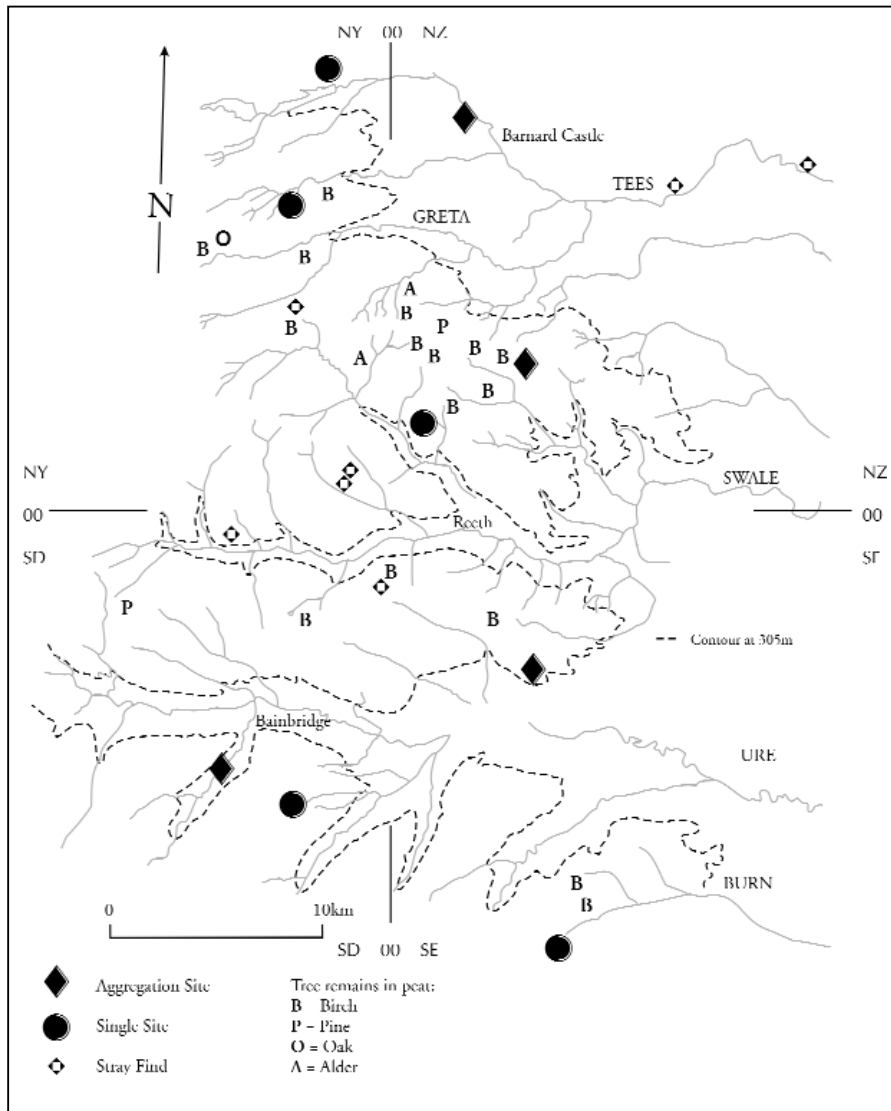 NY 00 NZ
Barnard Castle
TEES
N
B
GRETA
B
O
B
A
B
B
P
B
B
B
B
A
B
B
NY
NZ
SWALE
00
00
Reeth
SD
SE
B
P
B
B
Contour at 305m
Bainbridge
URE
B
BURN
B
0
10km
SD 00 SE
Aggregation Site
Tree remains in peat:
B – Birch
Single Site
P – Pine
O = Oak
Stray Find
A = Alder